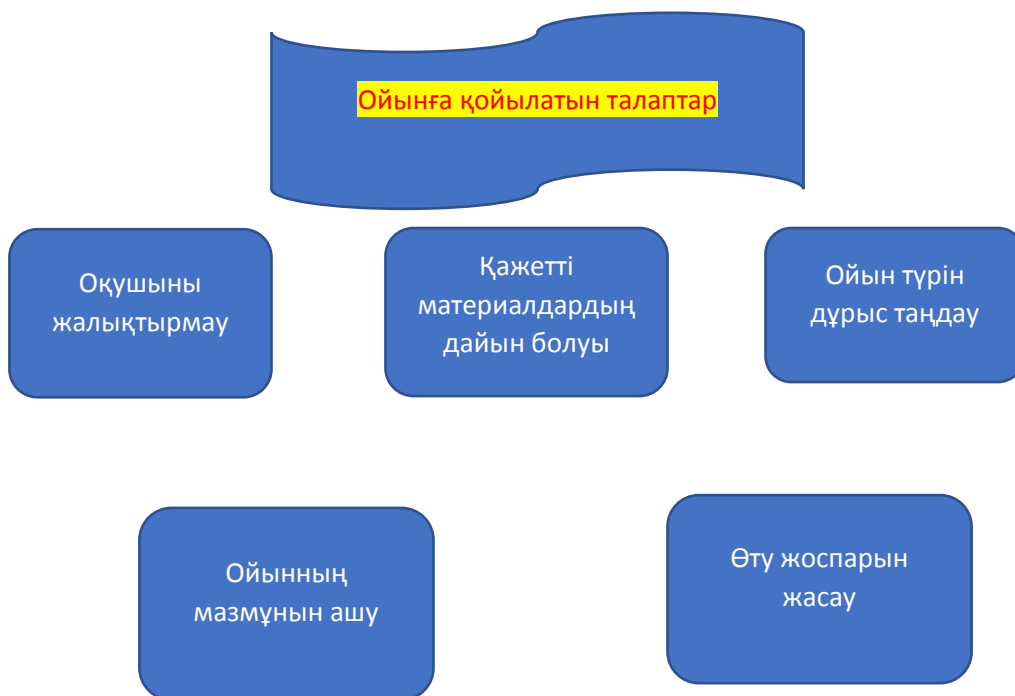 Ойынға қойылатын талаптар
Оқушыны
жалықтырмау
Қажетті
материалдардың
дайын болуы
Ойын түрін
дұрыс таңдау
Ойынның
мазмұнын ашу
Өту жоспарын
жасау